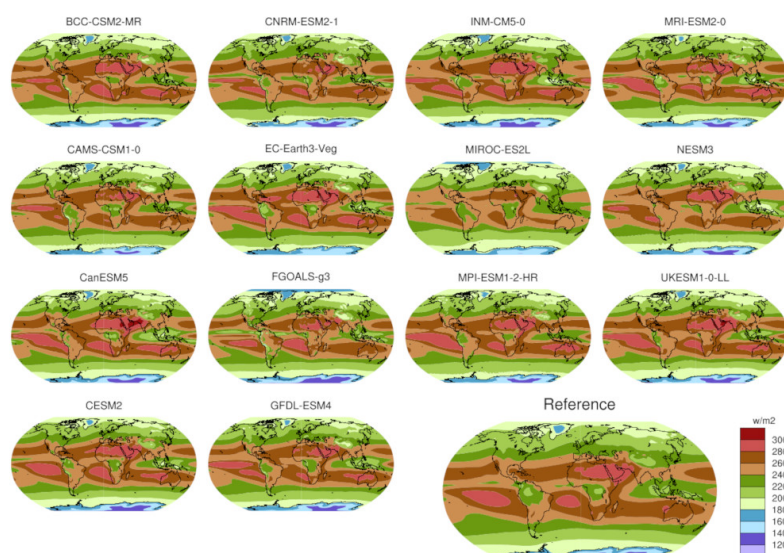 BCC-CSM2-MR
CNRM-ESM2-1
INM-CM5-0
MRI-ESM2-0
CAMS-CSM1-0
EC-Earth3-Veg
MIROC-ES2L
NESM3
CanESM5
FGOALS-g3
MPI-ESM1-2-HR
UKESM1-0-LL
CESM2
GFDL-ESM4
Reference
w/m2
300
280
260
240
220
200
180
160
140
120